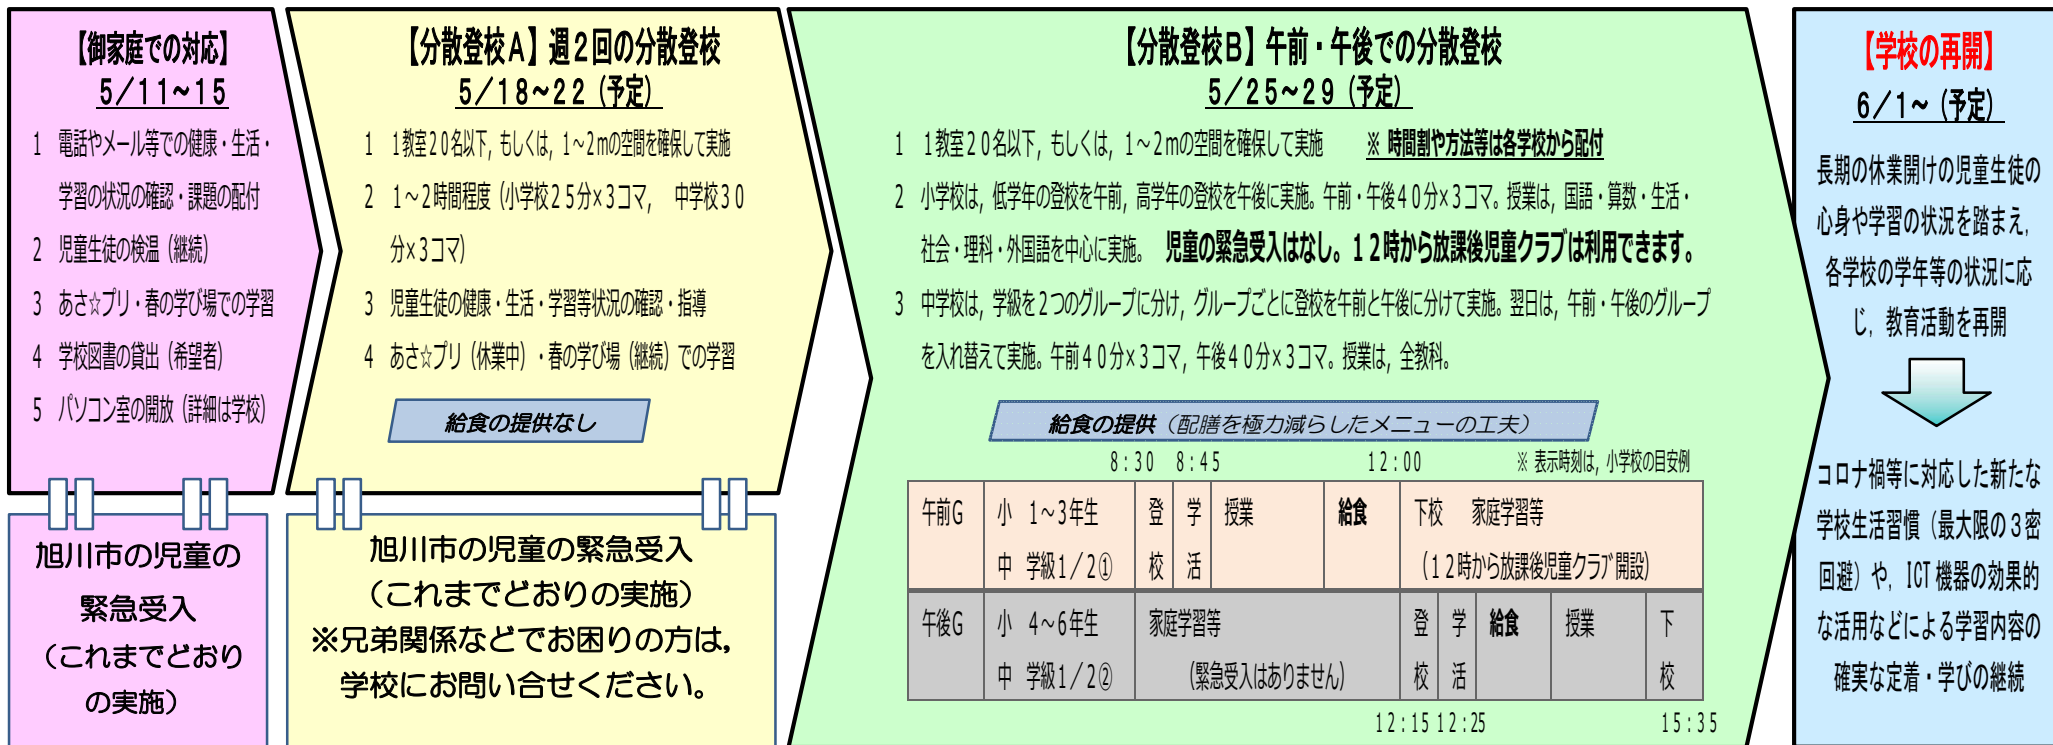 【御家庭での対応】
5／11~15
1 電話やメール等での健康・生活・
学習の状況の確認・課題の配付
2 児童生徒の検温（継続）
3 あさ☆プリ・春の学び場での学習
4 学校図書の貸出（希望者）
5 パソコン室の開放（詳細は学校）
旭川市の児童の
緊急受入
（これまでどおり
の実施）
【分散登校Ａ】週２回の分散登校
5／18~22（予定）
1 1教室20名以下，もしくは，1~2mの空間を確保して実施
2 1~2時間程度（小学校25分×3コマ， 中学校30
分×3コマ）
3 児童生徒の健康・生活・学習等状況の確認・指導
4 あさ☆プリ（休業中）・春の学び場（継続）での学習
給食の提供なし
旭川市の児童の緊急受入
（これまでどおりの実施）
※兄弟関係などでお困りの方は，
学校にお問い合せください。
【分散登校Ｂ】午前・午後での分散登校
5／25~29（予定）
1 1教室20名以下，もしくは，1~2mの空間を確保して実施 ※ 時間割や方法等は各学校から配付
2 小学校は，低学年の登校を午前，高学年の登校を午後に実施。午前・午後40分×3コマ。授業は，国語・算数・生活・
社会・理科・外国語を中心に実施。 児童の緊急受入はなし。12時から放課後児童クラブは利用できます。
3 中学校は，学級を2つのグループに分け，グループごとに登校を午前と午後に分けて実施。翌日は，午前・午後のグループ
を入れ替えて実施。午前40分×3コマ，午後40分×3コマ。授業は，全教科。
給食の提供（配膳を極力減らしたメニューの工夫）
8:30 8:45 12:00 ※ 表示時刻は，小学校の目安例
午前G 小 1~3年生 登 学 授業 給食 下校 家庭学習等
中 学級1／2① 校 活 （12時から放課後児童クラブ開設）
午後G 小 4~6年生 家庭学習等 登 学 給食 授業 下
中 学級1／2② （緊急受入はありません） 校 活 校
12:15 12:25 15:35
【学校の再開】
6／1~（予定）
長期の休業開けの児童生徒の
心身や学習の状況を踏まえ，
各学校の学年等の状況に応
じ，教育活動を再開
コロナ禍等に対応した新たな
学校生活習慣（最大限の3密
回避）や，ICT機器の効果的
な活用などによる学習内容の
確実な定着・学びの継続